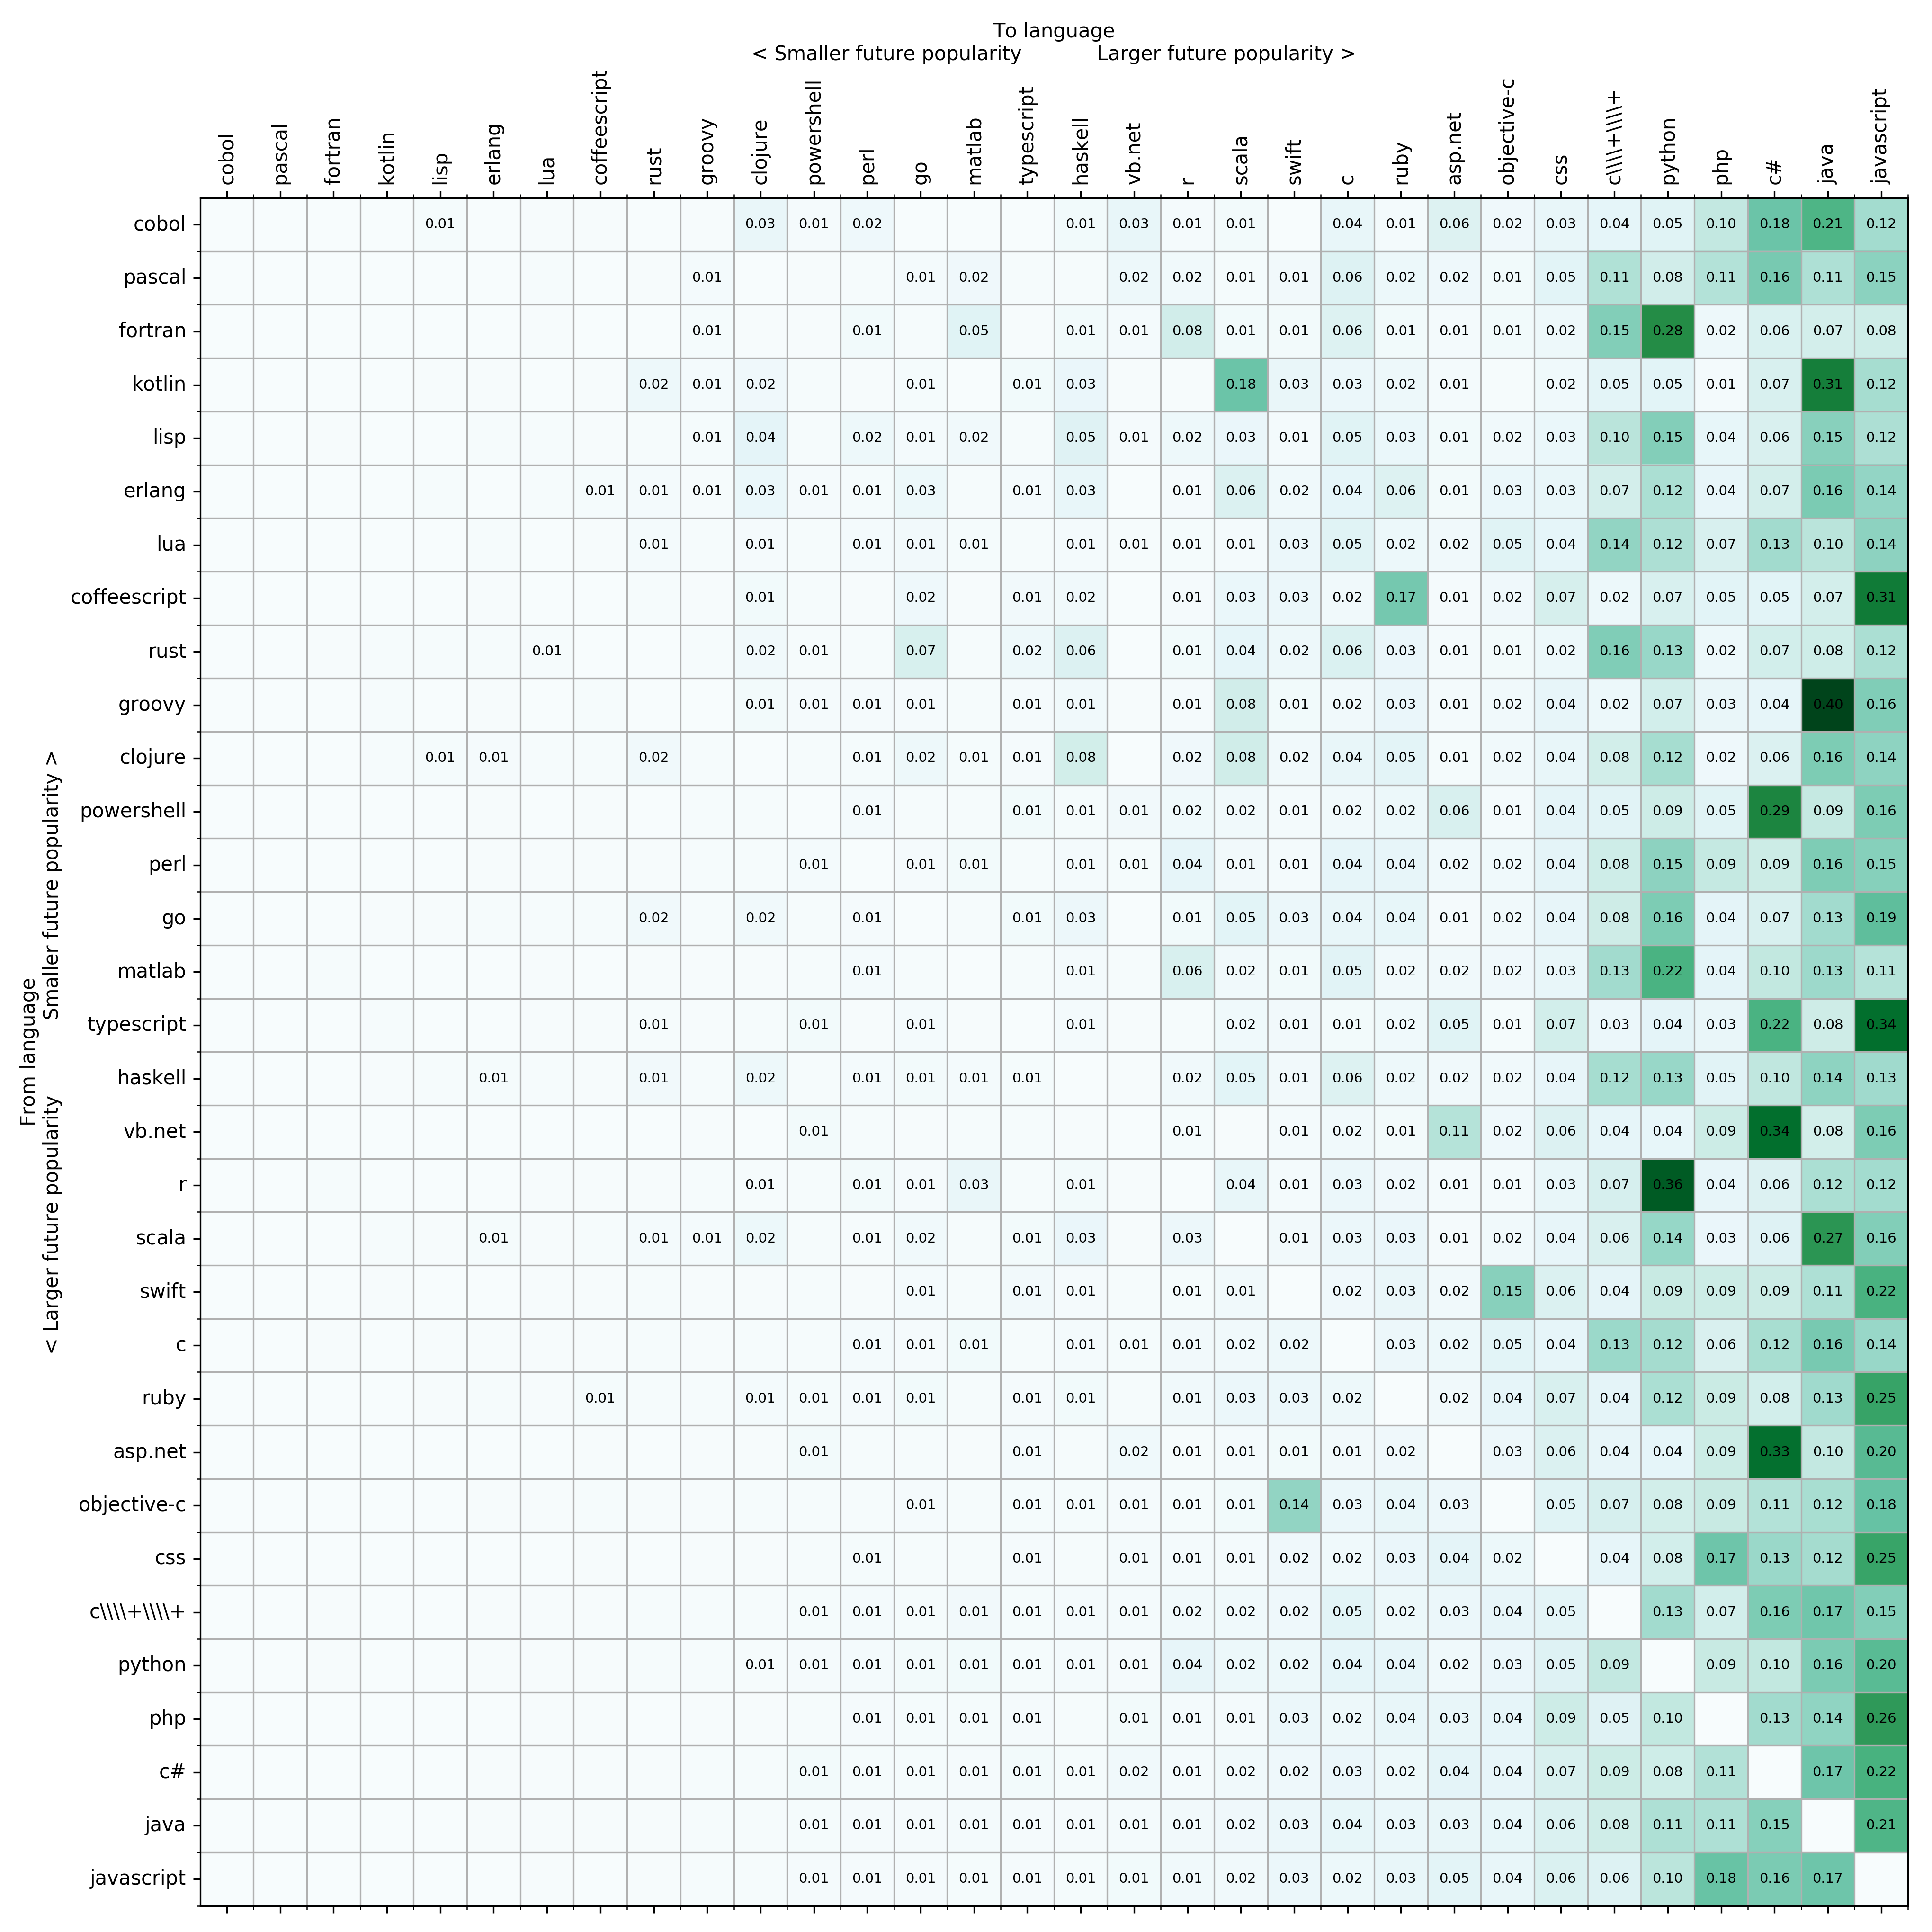 To language
< Smaller future popularity Larger future popularity >
cobol pascal fortran kotlin lisp erlang lua coffeescript rust groovy clojure powershell perl go matlab typescript haskell vb.net r scala swift c ruby asp.net objective-c css c\\\\+\\\\+ python php c# java javascript
From language
< Larger future popularity Smaller future popularity >
cobol 0.01 0.03 0.01 0.02 0.01 0.03 0.01 0.01 0.04 0.01 0.06 0.02 0.03 0.04 0.05 0.10 0.18 0.21 0.12
pascal 0.01 0.01 0.02 0.02 0.02 0.01 0.01 0.06 0.02 0.02 0.01 0.05 0.11 0.08 0.11 0.16 0.11 0.15
fortran 0.01 0.01 0.05 0.01 0.01 0.08 0.01 0.01 0.06 0.01 0.01 0.01 0.02 0.15 0.28 0.02 0.06 0.07 0.08
kotlin 0.02 0.01 0.02 0.01 0.01 0.03 0.18 0.03 0.03 0.02 0.01 0.02 0.05 0.05 0.01 0.07 0.31 0.12
lisp 0.01 0.04 0.02 0.01 0.02 0.05 0.01 0.02 0.03 0.01 0.05 0.03 0.01 0.02 0.03 0.10 0.15 0.04 0.06 0.15 0.12
erlang 0.01 0.01 0.01 0.03 0.01 0.01 0.03 0.01 0.03 0.01 0.06 0.02 0.04 0.06 0.01 0.03 0.03 0.07 0.12 0.04 0.07 0.16 0.14
lua 0.01 0.01 0.01 0.01 0.01 0.01 0.01 0.01 0.01 0.03 0.05 0.02 0.02 0.05 0.04 0.14 0.12 0.07 0.13 0.10 0.14
coffeescript 0.01 0.02 0.01 0.02 0.01 0.03 0.03 0.02 0.17 0.01 0.02 0.07 0.02 0.07 0.05 0.05 0.07 0.31
rust 0.01 0.02 0.01 0.07 0.02 0.06 0.01 0.04 0.02 0.06 0.03 0.01 0.01 0.02 0.16 0.13 0.02 0.07 0.08 0.12
groovy 0.01 0.01 0.01 0.01 0.01 0.01 0.01 0.08 0.01 0.02 0.03 0.01 0.02 0.04 0.02 0.07 0.03 0.04 0.40 0.16
clojure 0.01 0.01 0.02 0.01 0.02 0.01 0.01 0.08 0.02 0.08 0.02 0.04 0.05 0.01 0.02 0.04 0.08 0.12 0.02 0.06 0.16 0.14
powershell 0.01 0.01 0.01 0.01 0.02 0.02 0.01 0.02 0.02 0.06 0.01 0.04 0.05 0.09 0.05 0.29 0.09 0.16
perl 0.01 0.01 0.01 0.01 0.01 0.04 0.01 0.01 0.04 0.04 0.02 0.02 0.04 0.08 0.15 0.09 0.09 0.16 0.15
go 0.02 0.02 0.01 0.01 0.03 0.01 0.05 0.03 0.04 0.04 0.01 0.02 0.04 0.08 0.16 0.04 0.07 0.13 0.19
matlab 0.01 0.01 0.06 0.02 0.01 0.05 0.02 0.02 0.02 0.03 0.13 0.22 0.04 0.10 0.13 0.11
typescript 0.01 0.01 0.01 0.01 0.02 0.01 0.01 0.02 0.05 0.01 0.07 0.03 0.04 0.03 0.22 0.08 0.34
haskell 0.01 0.01 0.02 0.01 0.01 0.01 0.01 0.02 0.05 0.01 0.06 0.02 0.02 0.02 0.04 0.12 0.13 0.05 0.10 0.14 0.13
vb.net 0.01 0.01 0.01 0.02 0.01 0.11 0.02 0.06 0.04 0.04 0.09 0.34 0.08 0.16
r 0.01 0.01 0.01 0.03 0.01 0.04 0.01 0.03 0.02 0.01 0.01 0.03 0.07 0.36 0.04 0.06 0.12 0.12
scala 0.01 0.01 0.01 0.02 0.01 0.02 0.01 0.03 0.03 0.01 0.03 0.03 0.01 0.02 0.04 0.06 0.14 0.03 0.06 0.27 0.16
swift 0.01 0.01 0.01 0.01 0.01 0.02 0.03 0.02 0.15 0.06 0.04 0.09 0.09 0.09 0.11 0.22
c 0.01 0.01 0.01 0.01 0.01 0.01 0.02 0.02 0.03 0.02 0.05 0.04 0.13 0.12 0.06 0.12 0.16 0.14
ruby 0.01 0.01 0.01 0.01 0.01 0.01 0.01 0.01 0.03 0.03 0.02 0.02 0.04 0.07 0.04 0.12 0.09 0.08 0.13 0.25
asp.net 0.01 0.01 0.02 0.01 0.01 0.01 0.01 0.02 0.03 0.06 0.04 0.04 0.09 0.33 0.10 0.20
objective-c 0.01 0.01 0.01 0.01 0.01 0.01 0.14 0.03 0.04 0.03 0.05 0.07 0.08 0.09 0.11 0.12 0.18
css 0.01 0.01 0.01 0.01 0.01 0.02 0.02 0.03 0.04 0.02 0.04 0.08 0.17 0.13 0.12 0.25
c\\\\+\\\\+ 0.01 0.01 0.01 0.01 0.01 0.01 0.01 0.02 0.02 0.02 0.05 0.02 0.03 0.04 0.05 0.13 0.07 0.16 0.17 0.15
python 0.01 0.01 0.01 0.01 0.01 0.01 0.01 0.01 0.04 0.02 0.02 0.04 0.04 0.02 0.03 0.05 0.09 0.09 0.10 0.16 0.20
php 0.01 0.01 0.01 0.01 0.01 0.01 0.01 0.03 0.02 0.04 0.03 0.04 0.09 0.05 0.10 0.13 0.14 0.26
c# 0.01 0.01 0.01 0.01 0.01 0.01 0.02 0.01 0.02 0.02 0.03 0.02 0.04 0.04 0.07 0.09 0.08 0.11 0.17 0.22
java 0.01 0.01 0.01 0.01 0.01 0.01 0.01 0.01 0.02 0.03 0.04 0.03 0.03 0.04 0.06 0.08 0.11 0.11 0.15 0.21
javascript 0.01 0.01 0.01 0.01 0.01 0.01 0.01 0.01 0.02 0.03 0.02 0.03 0.05 0.04 0.06 0.06 0.10 0.18 0.16 0.17